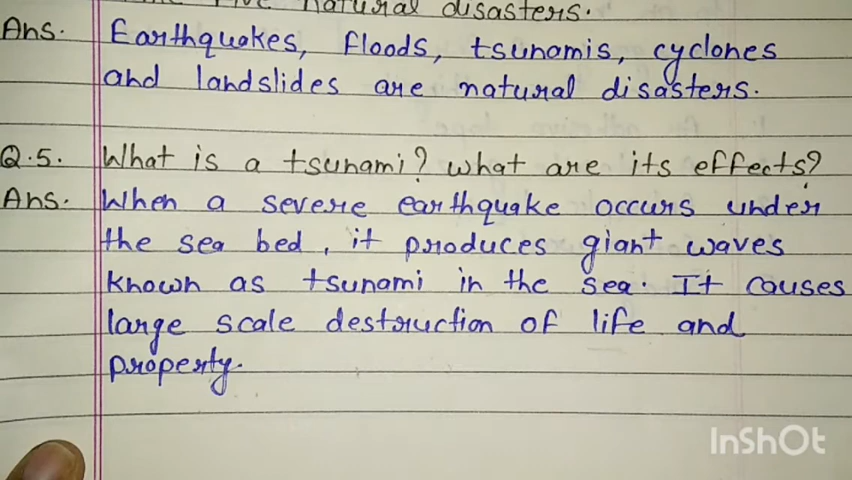 natural disasters.
Ans. Earthquakes, floods, tsunamis, cyclones
and landslides are natural disasters.
Q.5. What is a tsunami? what are its effects?
Ans. When a severe earthquake occurs under
the sea bed, it produces giant waves
known as tsunami in the sea. It causes
large scale destruction of life and
property.
InShOt